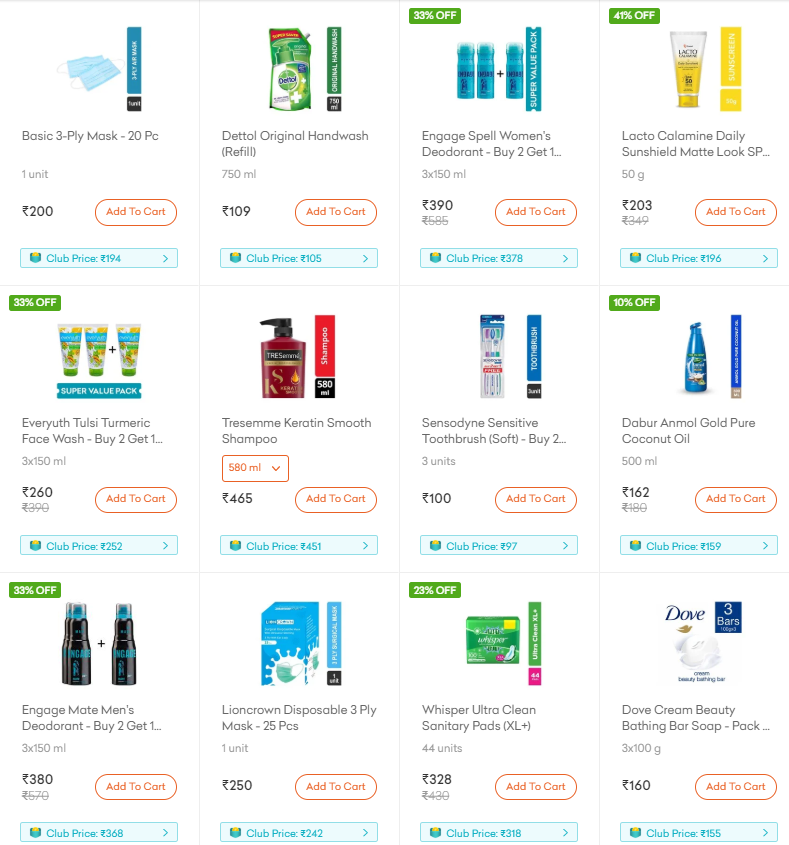 3-PLY AIR MASK
1unit
Basic 3-Ply Mask - 20 Pc
1 unit
₹200
Add To Cart
Club Price: ₹194
Dettol
ORIGINAL HANDWASH
750
ml
Dettol Original Handwash
(Refill)
750 ml
₹109
Add To Cart
Club Price: ₹105
33% OFF
+
SUPER VALUE PACK
Engage Spell Women's
Deodorant - Buy 2 Get 1...
3x150 ml
₹390
₹585
Add To Cart
Club Price: ₹378
41% OFF
LACTO
CALAMINE
50
SUNSCREEN
50g
Lacto Calamine Daily
Sunshield Matte Look SP...
50 g
₹203
₹349
Add To Cart
Club Price: ₹196
33% OFF
+
SUPER VALUE PACK
Everyuth Tulsi Turmeric
Face Wash - Buy 2 Get 1...
3x150 ml
₹260
₹390
Add To Cart
Club Price: ₹252
TRESemmé
KERATIN
Shampoo
580
ml
Tresemme Keratin Smooth
Shampoo
580 ml
₹465
Add To Cart
Club Price: ₹451
TOOTHBRUSH
3unit
Sensodyne Sensitive
Toothbrush (Soft) - Buy 2...
3 units
₹100
Add To Cart
Club Price: ₹97
10% OFF
ANMOL GOLD PURE COCONUT OIL
Dabur Anmol Gold Pure
Coconut Oil
500 ml
₹162
₹180
Add To Cart
Club Price: ₹159
33% OFF
ENGAGE
+
Engage Mate Men's
Deodorant - Buy 2 Get 1...
3x150 ml
₹380
₹570
Add To Cart
Club Price: ₹368
3 PLY SURGICAL MASK
1
unit
Lioncrown Disposable 3 Ply
Mask - 25 Pcs
1 unit
₹250
Add To Cart
Club Price: ₹242
23% OFF
whisper
Ultra Clean XL+
44
Whisper Ultra Clean
Sanitary Pads (XL+)
44 units
₹328
₹430
Add To Cart
Club Price: ₹318
Dove
3
Bars
100gx3
cream
beauty bathing bar
Dove Cream Beauty
Bathing Bar Soap - Pack ...
3x100 g
₹160
Add To Cart
Club Price: ₹155